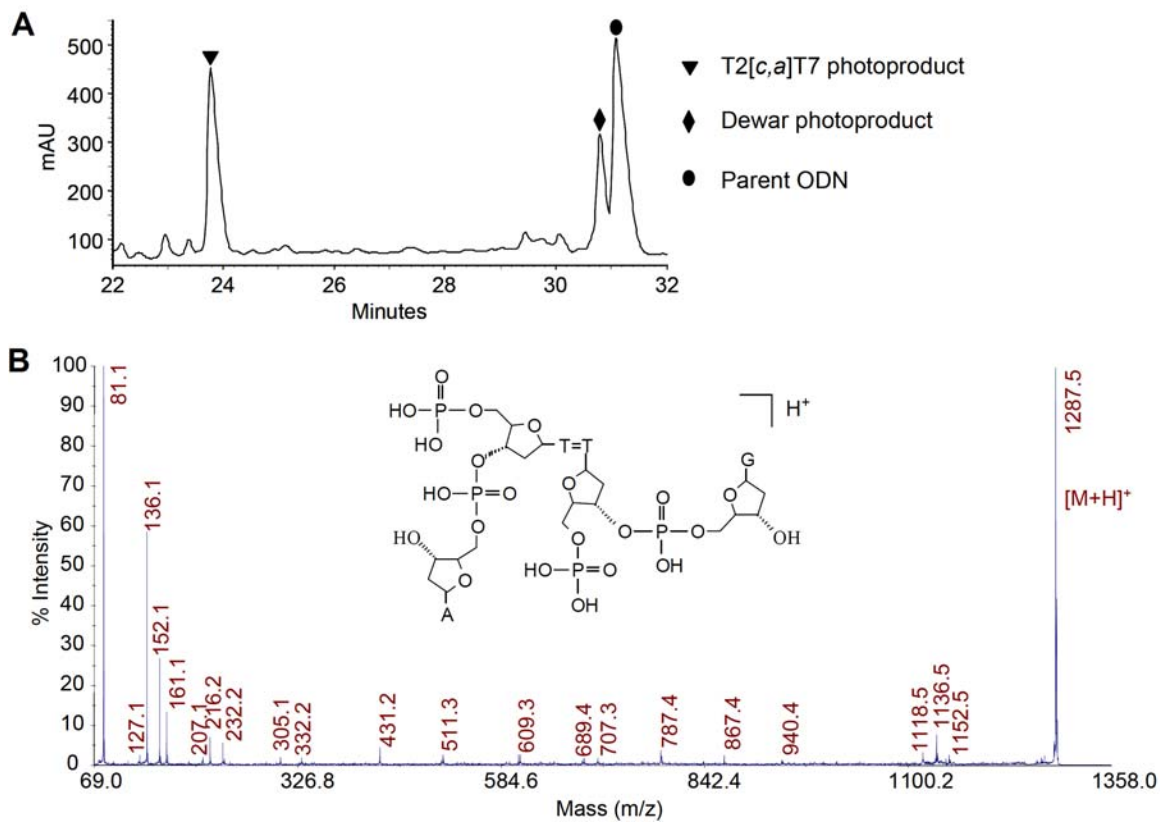 A
500
400
300
200
100
mAU
22
24
26
28
30
32
Minutes
T2[c,a]T7 photoproduct
Dewar photoproduct
Parent ODN
B
100
90
80
70
60
50
40
30
20
10
0
% Intensity
81.1
127.1
136.1
152.1
161.1
207.1
216.2
232.2
305.1
332.2
431.2
511.3
609.3
689.4
707.3
787.4
867.4
940.4
1118.5
1136.5
1152.5
1287.5
[M+H]+
O
HO P O
HO
O
O
HO P O
O
HO
O
A
T=T
H+
O
O
HO P O
OH
O
O P O
OH
G
O
OH
69.0
326.8
584.6
842.4
1100.2
1358.0
Mass (m/z)